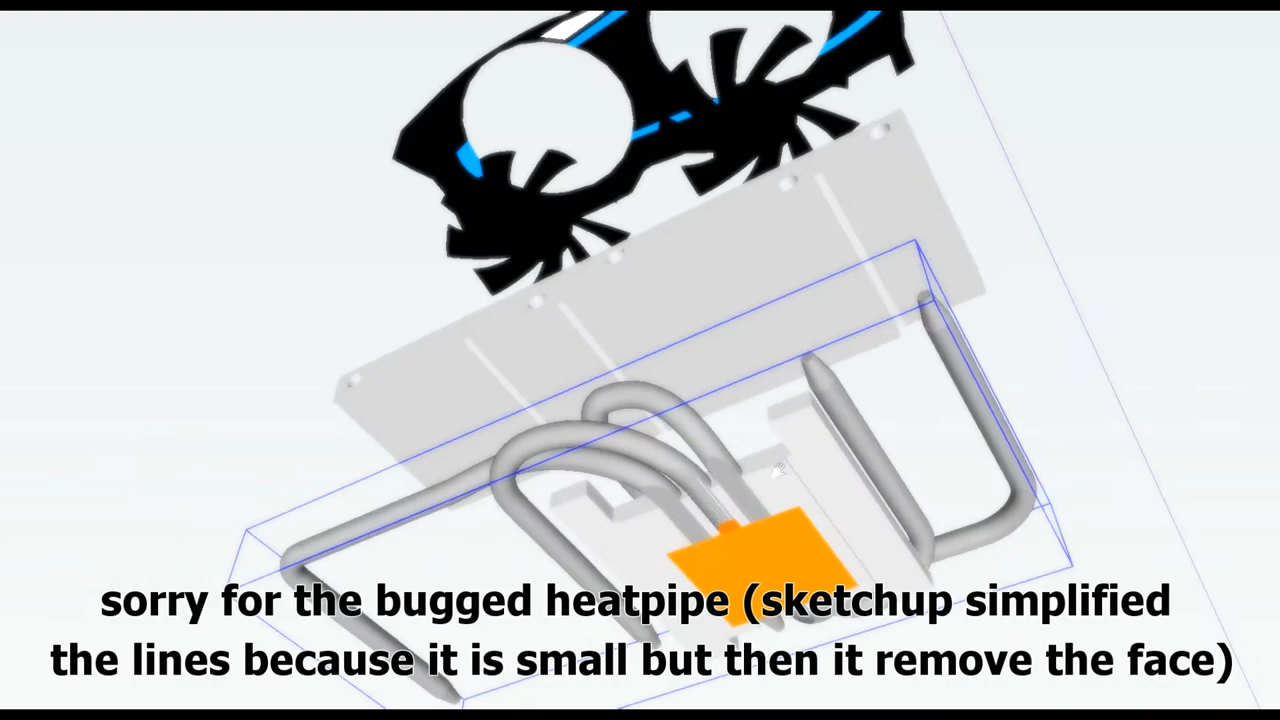 sorry for the bugged heatpipe (sketchup simplified
the lines because it is small but then it remove the face)